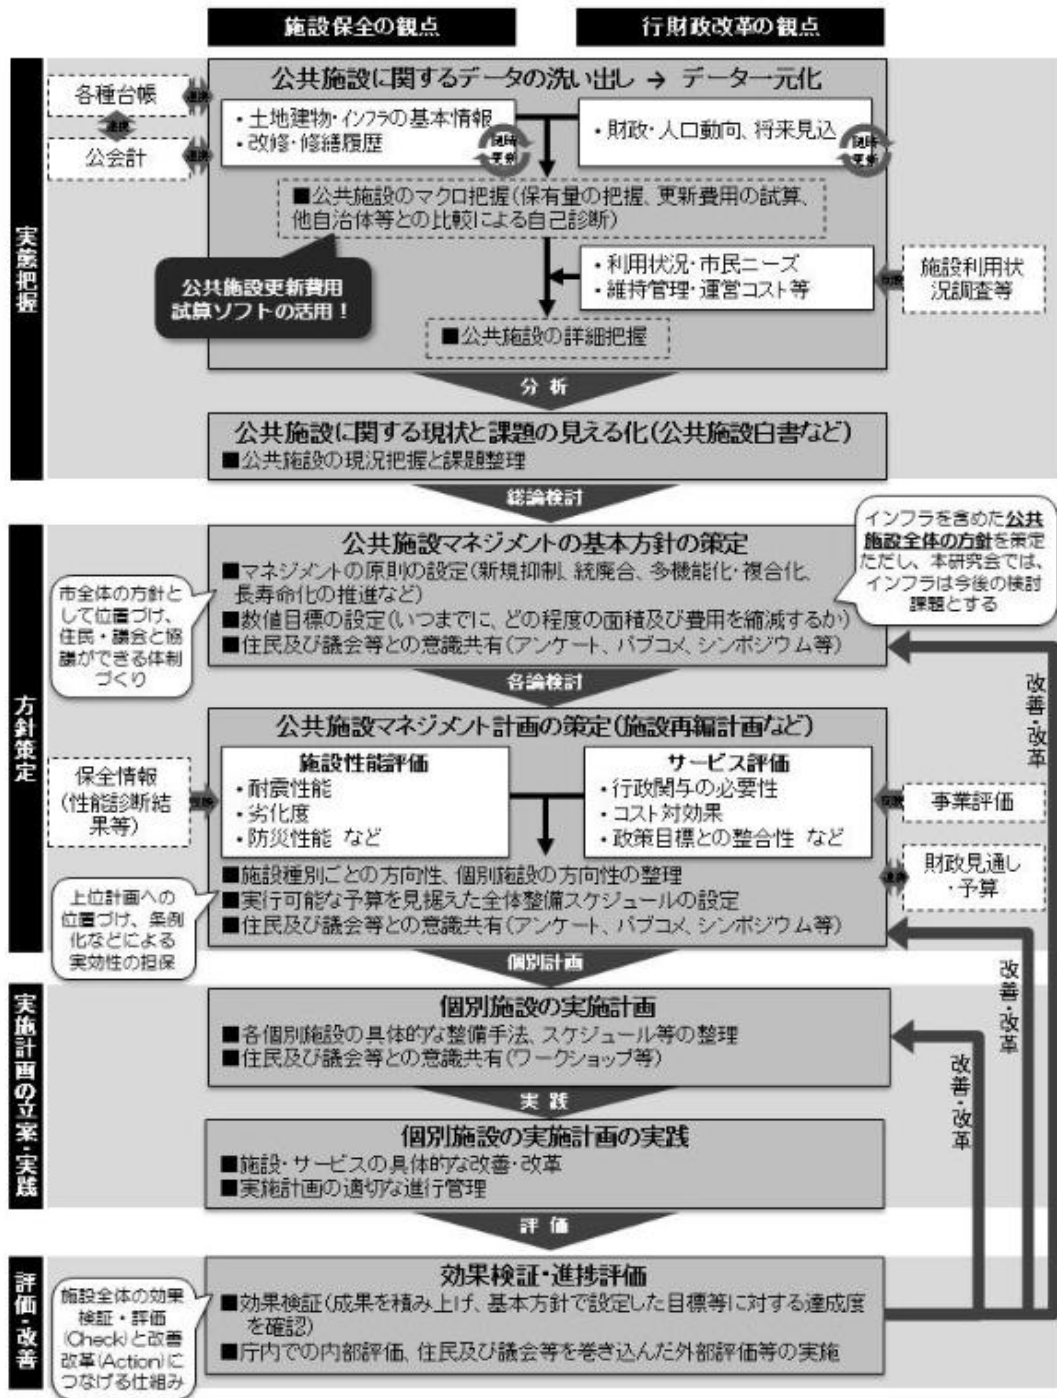 施設保全の観点
行財政改革の観点
実態把握
公共施設に関するデータの洗い出し → データ一元化
各種台帳
連携
連携
公会計
連携
・土地建物・インフラの基本情報
・改修・修繕履歴
随時
更新
・財政・人口動向、将来見込
随時
更新
■公共施設のマクロ把握(保有量の把握、更新費用の試算、
他自治体等との比較による自己診断)
公共施設更新費用
試算ソフトの活用！
・利用状況・市民ニーズ
・維持管理・運営コスト等
反映
施設利用状
況調査等
■公共施設の詳細把握
分析
公共施設に関する現状と課題の見える化(公共施設白書など)
■公共施設の現況把握と課題整理
総論検討
方針策定
公共施設マネジメントの基本方針の策定
■マネジメントの原則の設定(新規抑制、統廃合、多機能化・複合化、
長寿命化の推進など)
■数値目標の設定(いつまでに、どの程度の面積及び費用を縮減するか)
■住民及び議会等との意識共有(アンケート、パブコメ、シンポジウム等)
インフラを含めた公共
施設全体の方針を策定
ただし、本研究会では、
インフラは今後の検討
課題とする
市全体の方針と
して位置づけ、
住民・議会と協
議ができる体制
づくり
各論検討
公共施設マネジメント計画の策定(施設再編計画など)
施設性能評価
・耐震性能
・劣化度
・防災性能 など
サービス評価
・行政関与の必要性
・コスト対効果
・政策目標との整合性 など
保全情報
(性能診断結
果等)
反映
反映
事業評価
連携
財政見通し
・予算
■施設種別ごとの方向性、個別施設の方向性の整理
■実行可能な予算を見据えた全体整備スケジュールの設定
■住民及び議会等との意識共有(アンケート、パブコメ、シンポジウム等)
上位計画への
位置づけ、条例
化などによる
実効性の担保
個別計画
実施計画の立案・実践
個別施設の実施計画
■各個別施設の具体的な整備手法、スケジュール等の整理
■住民及び議会等との意識共有(ワークショップ等)
実践
個別施設の実施計画の実践
■施設・サービスの具体的な改善・改革
■実施計画の適切な進行管理
評価
改善・改革
改善・改革
改善・改革
評価・改善
効果検証・進捗評価
■効果検証(成果を積み上げ、基本方針で設定した目標等に対する達成度
を確認)
■庁内での内部評価、住民及び議会等を巻き込んだ外部評価等の実施
施設全体の効果
検証・評価
(Check)と改善
改革(Action)に
つなげる仕組み